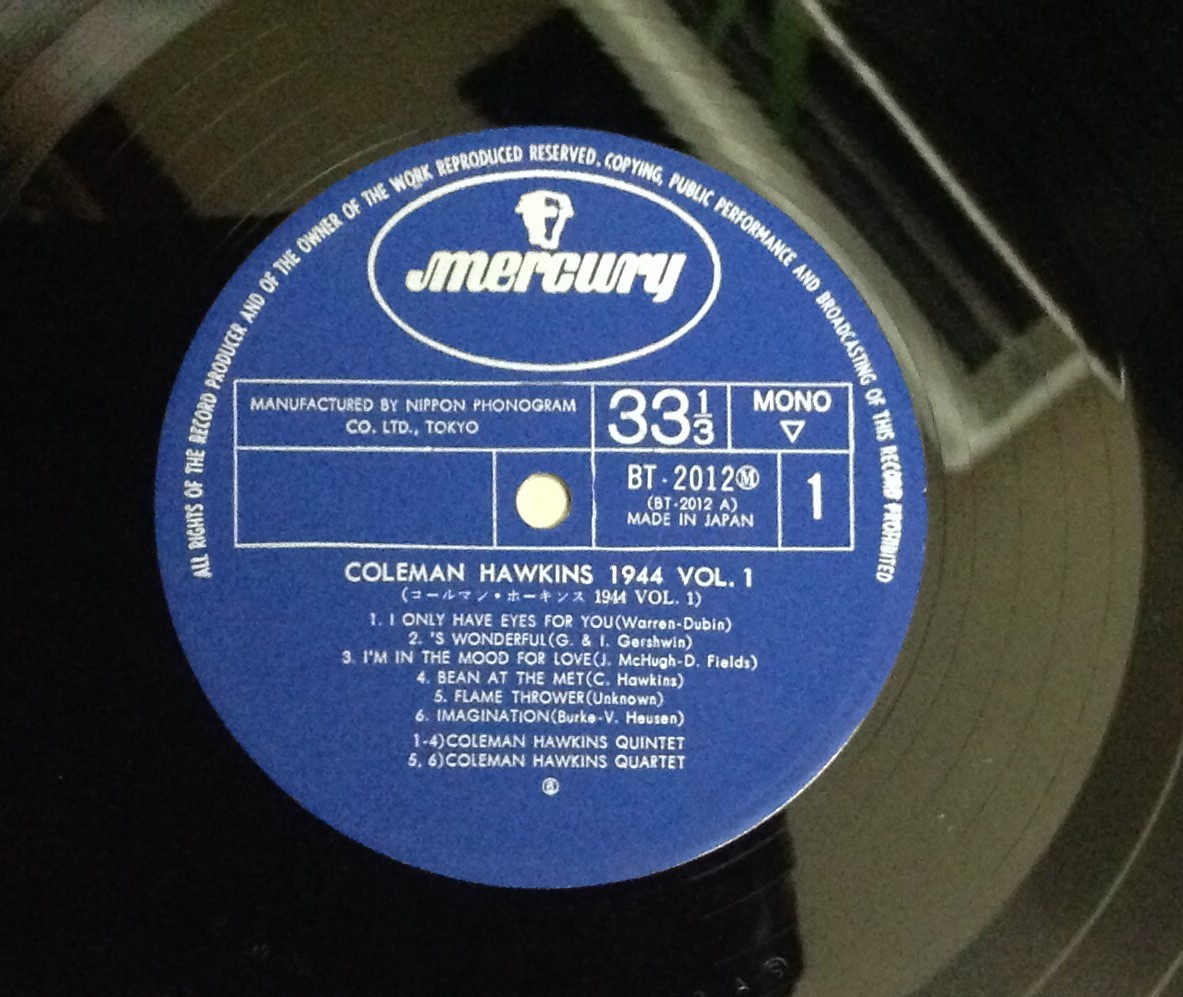 ALL RIGHTS OF THE RECORD PRODUCER AND OF THE OWNER OF THE WORK REPRODUCED RESERVED. COPYING, PUBLIC PERFORMANCE AND BROADCASTING OF THIS RECORD PROHIBITED
mercury
MANUFACTURED BY NIPPON PHONOGRAM
CO. LTD., TOKYO
33 1/3
MONO
▽
BT-2012Ⓜ
(BT-2012 A)
MADE IN JAPAN
1
COLEMAN HAWKINS 1944 VOL. 1
(コールマン・ホーキンス 1944 VOL. 1)
1. I ONLY HAVE EYES FOR YOU(Warren-Dubin)
2. 'S WONDERFUL(G. & I. Gershwin)
3. I'M IN THE MOOD FOR LOVE(J. McHugh-D. Fields)
4. BEAN AT THE MET(C. Hawkins)
5. FLAME THROWER(Unknown)
6. IMAGINATION(Burke-V. Heusen)
1-4)COLEMAN HAWKINS QUINTET
5, 6)COLEMAN HAWKINS QUARTET